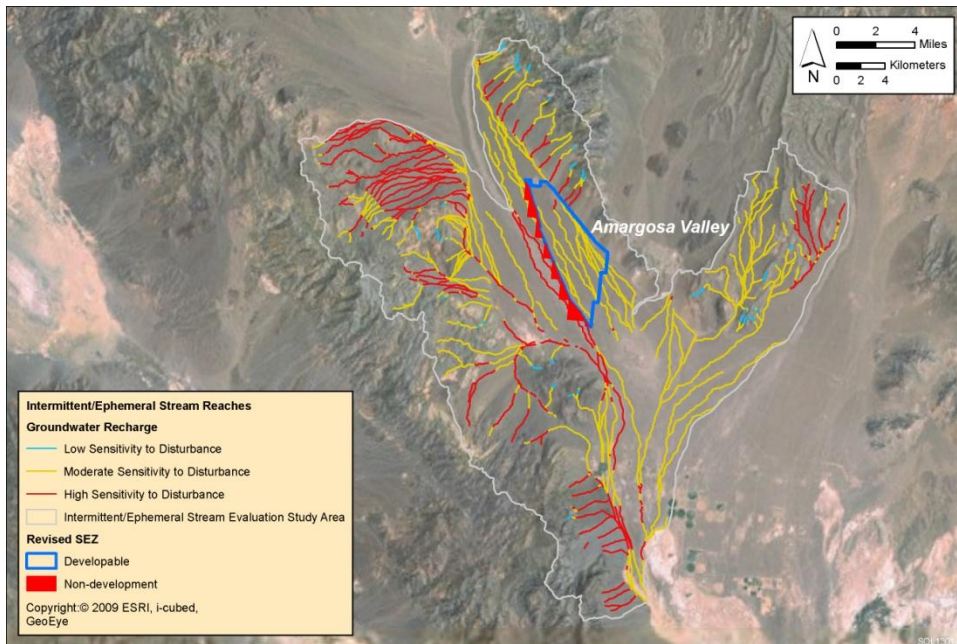 0 2 4
Miles
Kilometers
0 2 4
N
Amargosa Valley
Intermittent/Ephemeral Stream Reaches
Groundwater Recharge
Low Sensitivity to Disturbance
Moderate Sensitivity to Disturbance
High Sensitivity to Disturbance
Intermittent/Ephemeral Stream Evaluation Study Area
Revised SEZ
Developable
Non-development
Copyright:© 2009 ESRI, i-cubed,
GeoEye